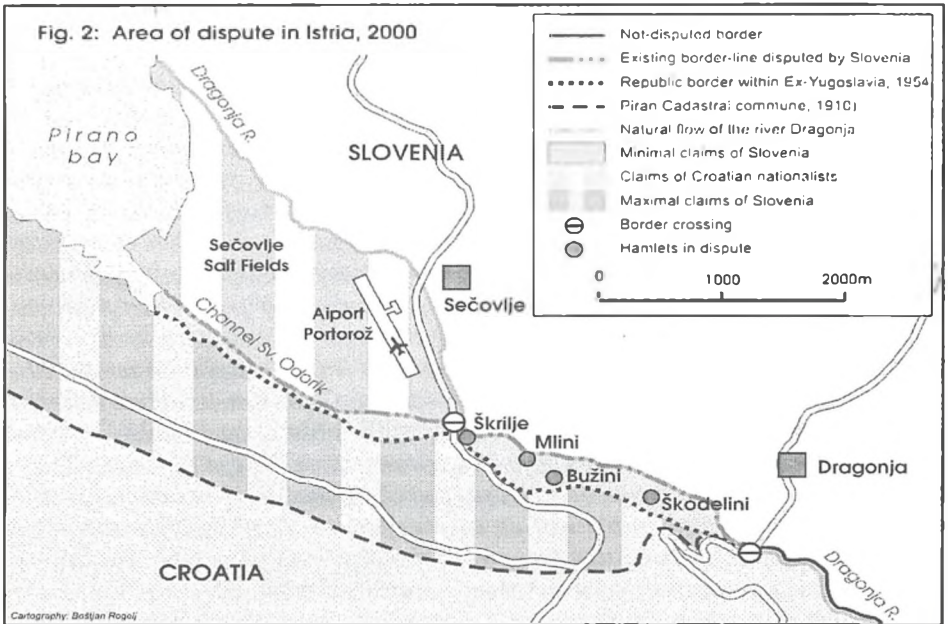 Fig. 2: Area of dispute in Istria, 2000
Not-disputed border
Existing border-line disputed by Slovenia
Republic border within Ex-Yugoslavia, 1954
Piran Cadastral commune, 1910)
Natural flow of the river Dragonja
Minimal claims of Slovenia
Claims of Croatian nationalists
Maximal claims of Slovenia
Border crossing
Hamlets in dispute
0 1000 2000m
Dragonja R.
Pirano
bay
SLOVENIA
Sečovlje
Salt Fields
Sečovlje
Aiport
Portorož
Channel Sv. Odorik
Škrilje
Mlini
Bužini
Škodelini
Dragonja
Dragonja R.
CROATIA
Cartography: Boštjan Rogelj